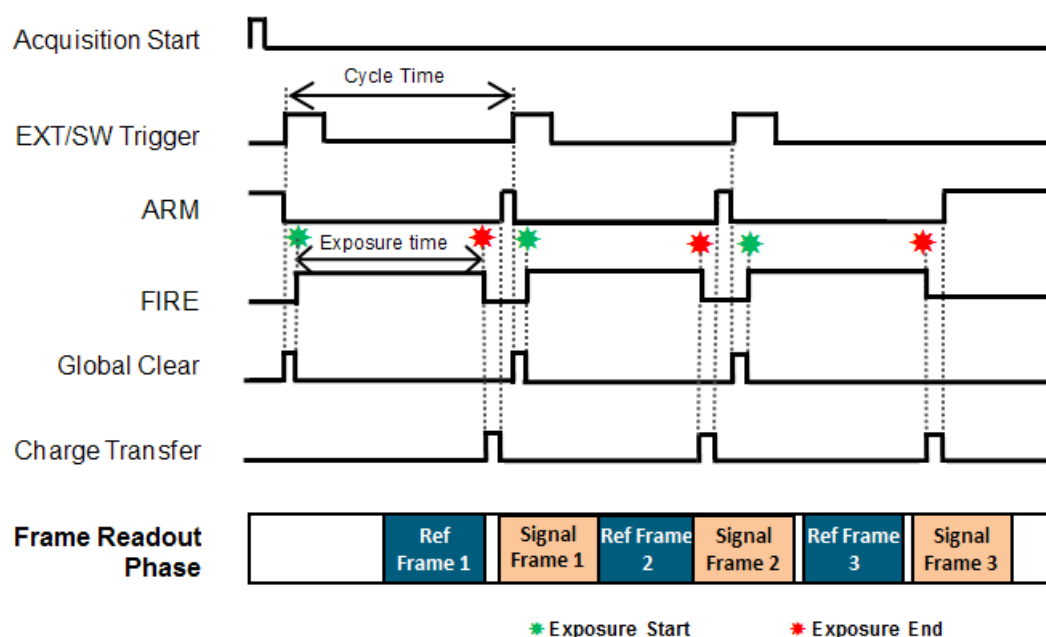 Acquisition Start
Cycle Time
EXT/SW Trigger
ARM
Exposure time
FIRE
Global Clear
Charge Transfer
Frame Readout
Phase
Ref
Frame 1
Signal
Frame 1
Ref Frame
2
Signal
Frame 2
Ref Frame
3
Signal
Frame 3
Exposure Start
Exposure End